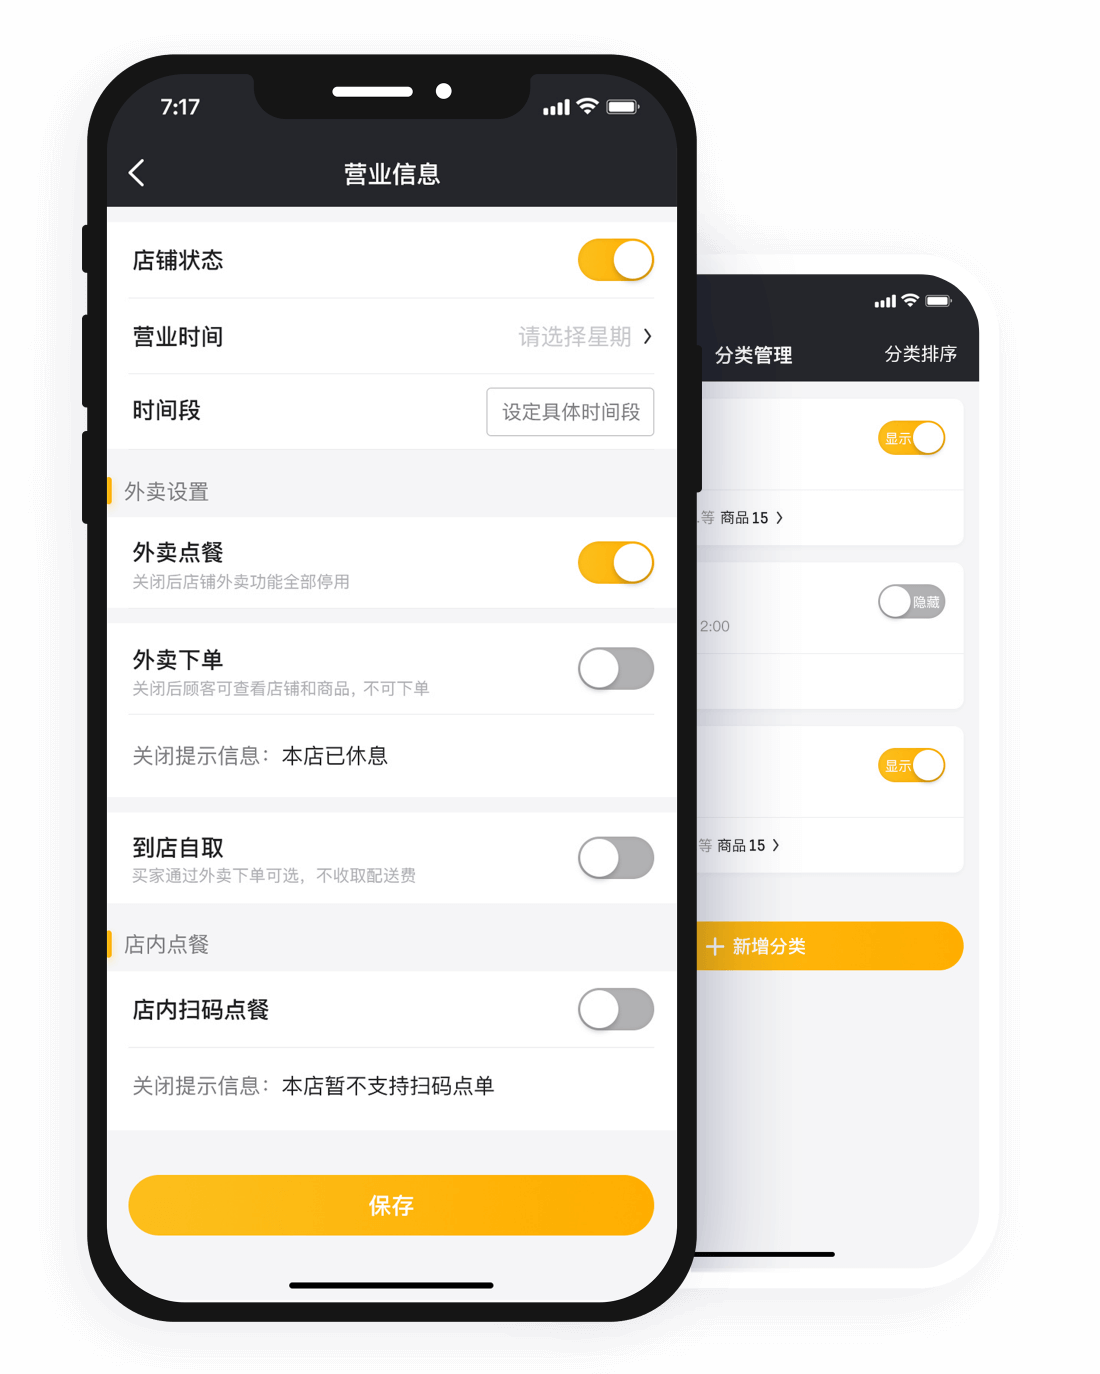 7:17
营业信息
店铺状态
营业时间 请选择星期
时间段 设定具体时间段
外卖设置
外卖点餐
关闭后店铺外卖功能全部停用
外卖下单
关闭后顾客可查看店铺和商品，不可下单
关闭提示信息：本店已休息
到店自取
买家通过外卖下单可选，不收取配送费
店内点餐
店内扫码点餐
关闭提示信息：本店暂不支持扫码点单
保存
分类管理 分类排序
显示
等 商品15
隐藏
2:00
显示
等 商品15
新增分类